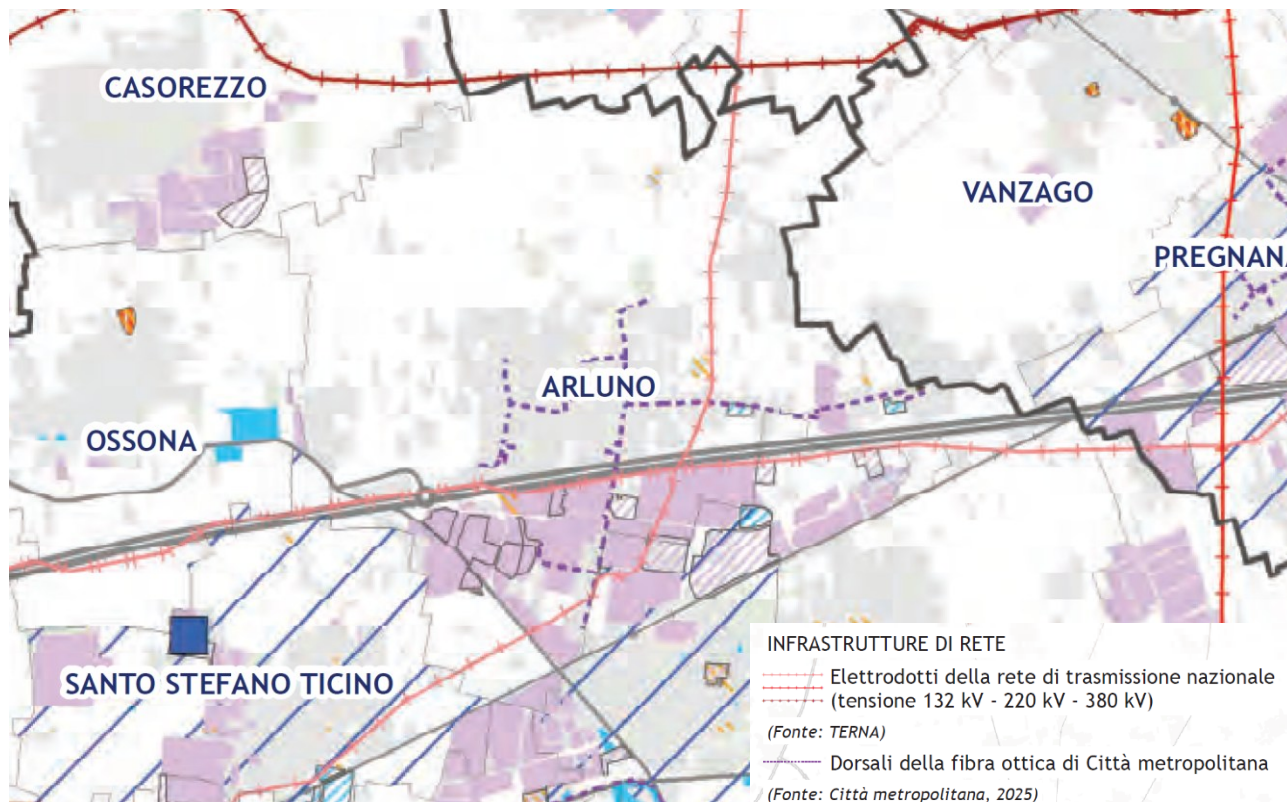 CASOREZZO
VANZAGO
PREGNANA
ARLUNO
OSSONA
SANTO STEFANO TICINO
INFRASTRUTTURE DI RETE
Elettrodotti della rete di trasmissione nazionale
(tensione 132 kV - 220 kV - 380 kV)
(Fonte: TERNA)
Dorsali della fibra ottica di Città metropolitana
(Fonte: Città metropolitana, 2025)